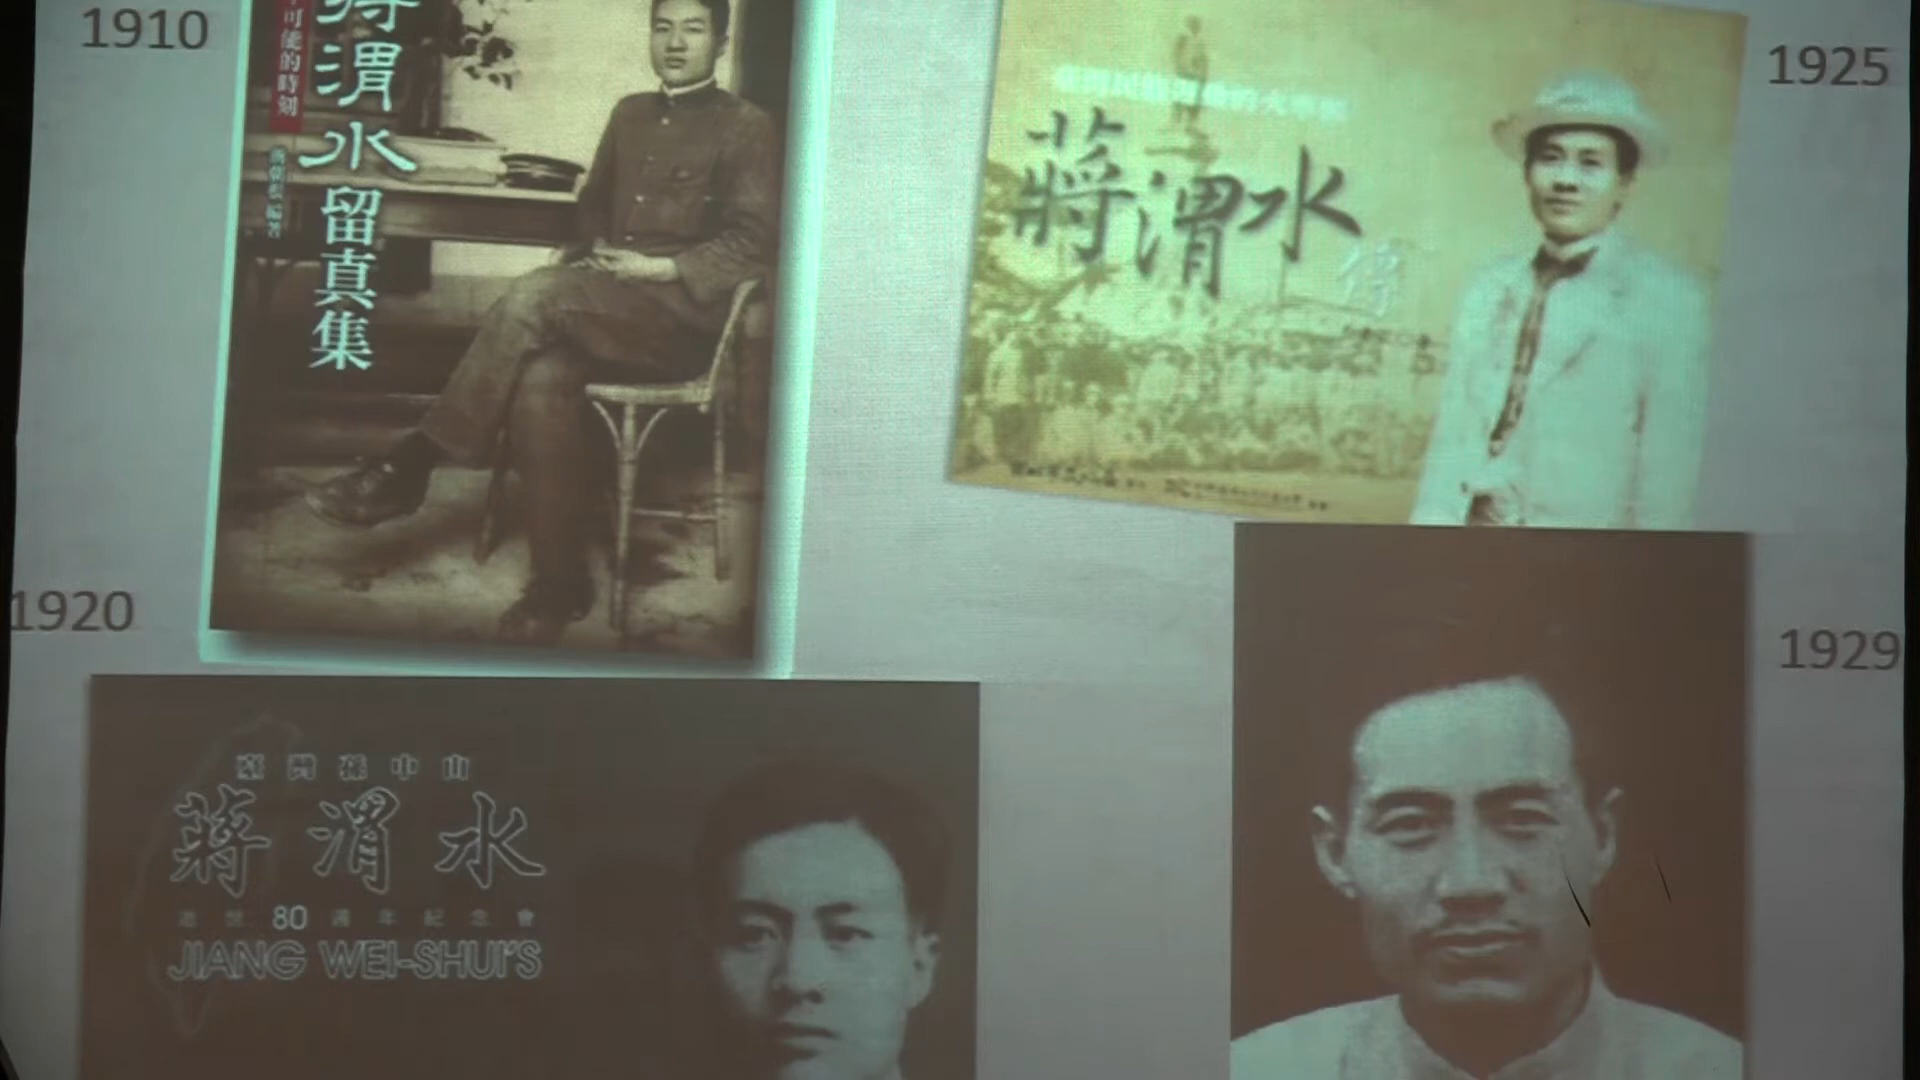 1910
可能的時刻
蔣渭水
留真集
編著
1925
蔣渭水
傳
1920
臺灣孫中山
蔣渭水
逝世80週年紀念會
JIANG WEI-SHUI'S
1929